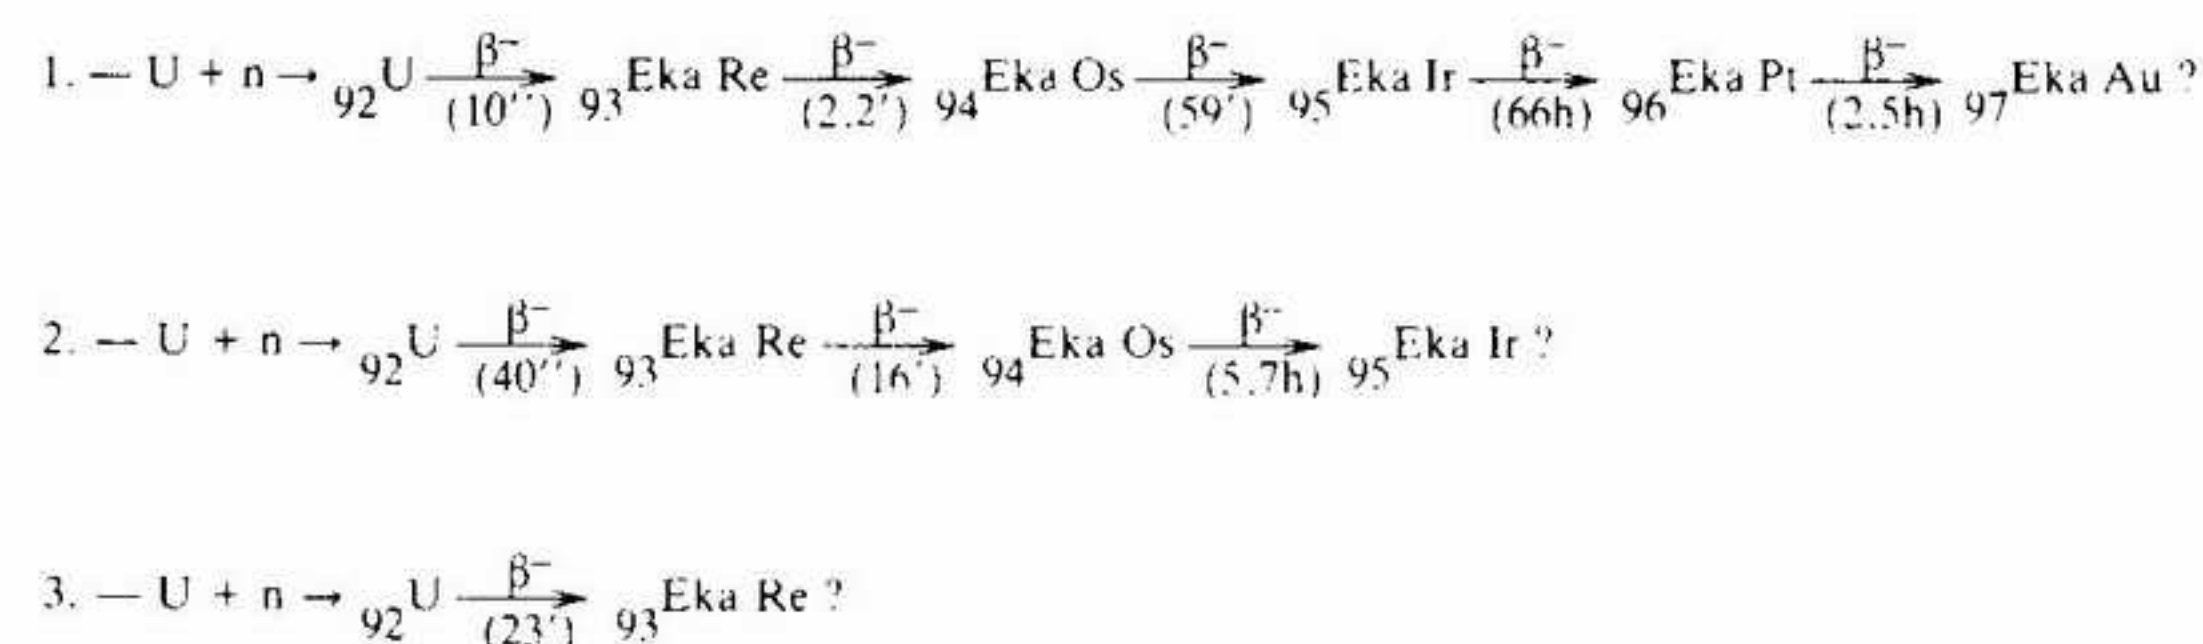 1. — U + n → ₉₂U —β⁻ (10′′)→ ₉₃Eka Re —β⁻ (2.2′)→ ₉₄Eka Os —β⁻ (59′)→ ₉₅Eka Ir —β⁻ (66h)→ ₉₆Eka Pt —β⁻ (2.5h)→ ₉₇Eka Au ?
2. — U + n → ₉₂U —β⁻ (40′′)→ ₉₃Eka Re —β⁻ (16′)→ ₉₄Eka Os —β⁻ (5.7h)→ ₉₅Eka Ir ?
3. — U + n → ₉₂U —β⁻ (23′)→ ₉₃Eka Re ?